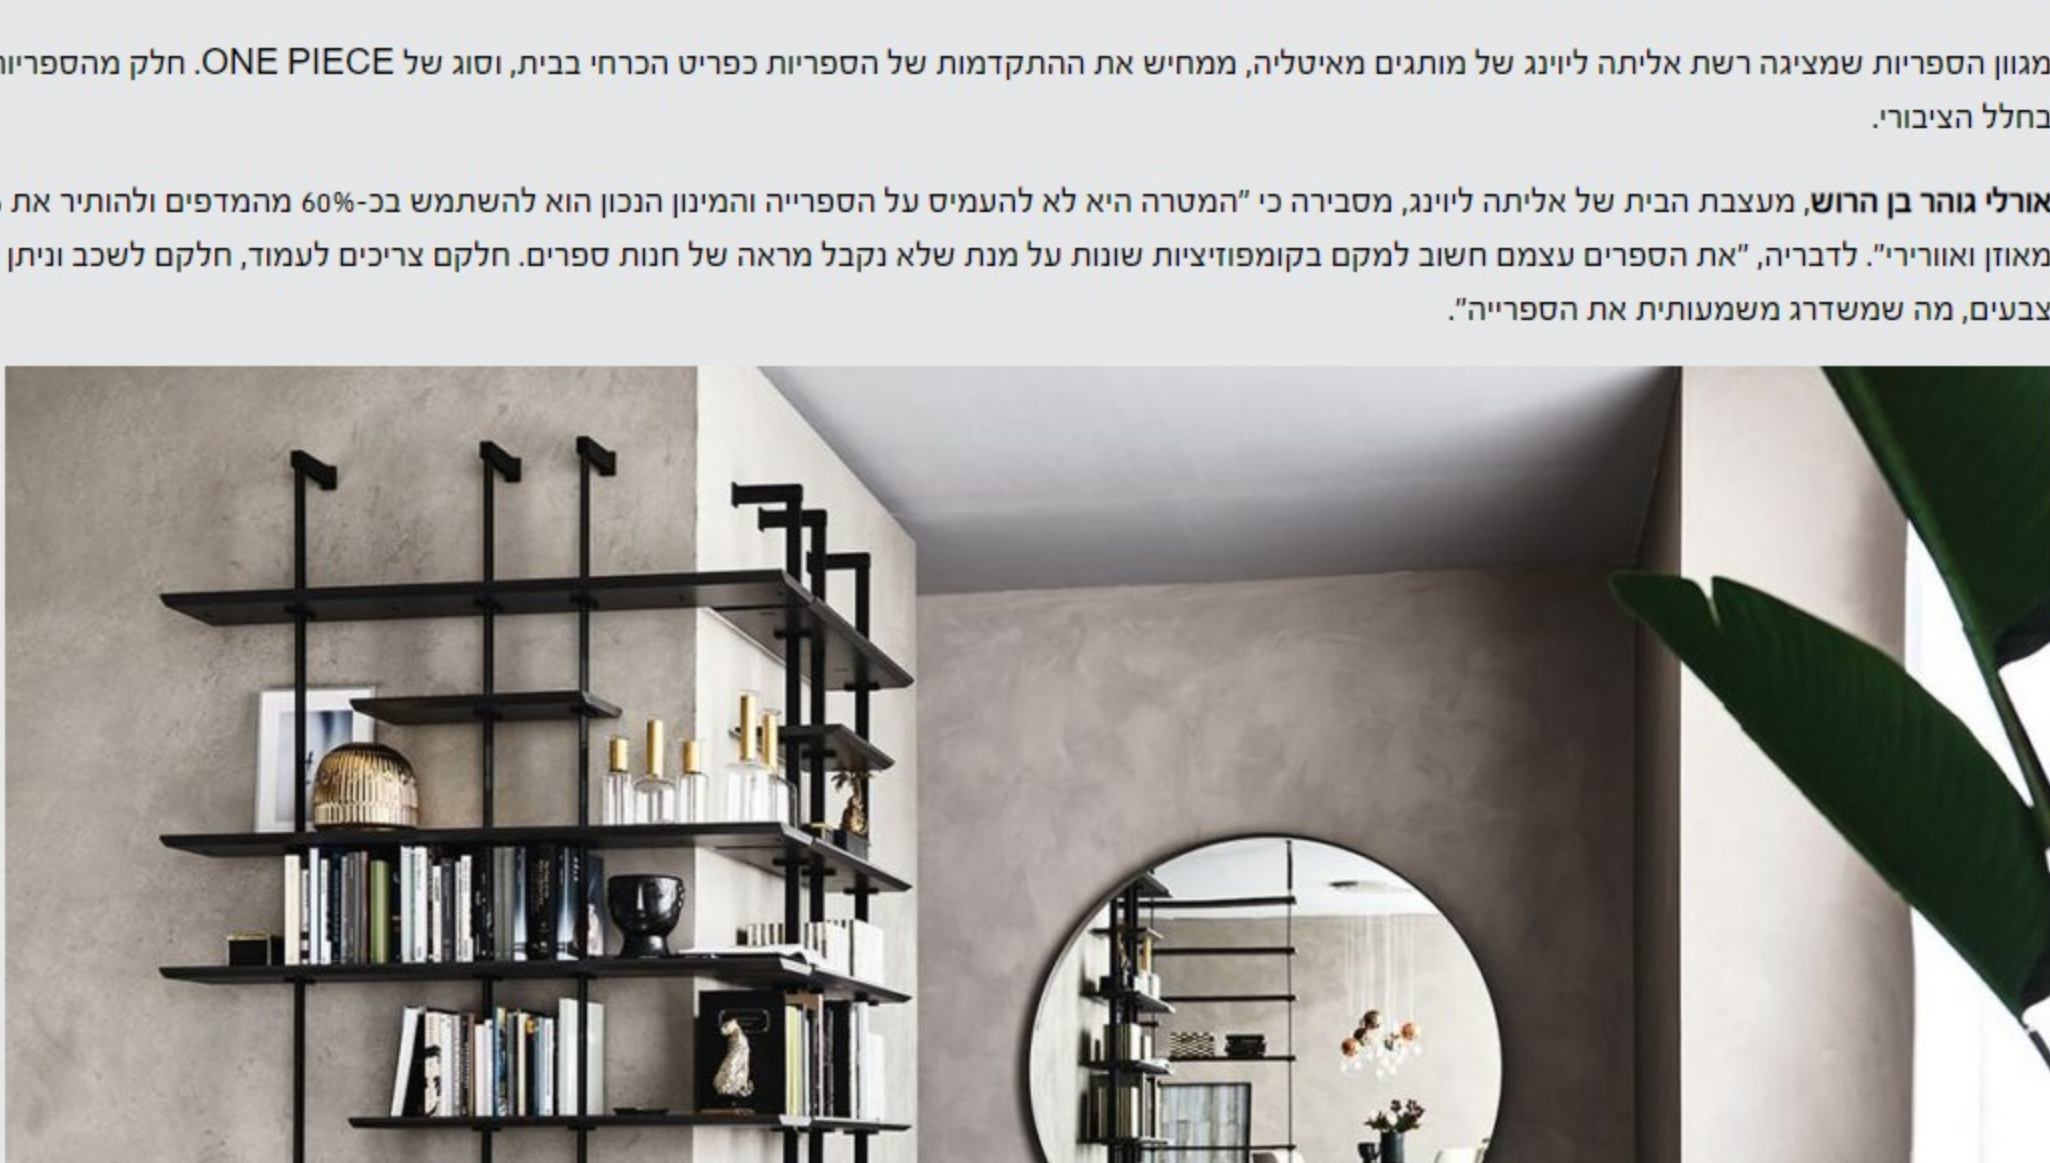 מגוון הספריות שמציגה רשת אליתה ליוינג של מותגים מאיטליה, ממחיש את ההתקדמות של הספריות כפריט הכרחי בבית, וסוג של ONE PIECE. חלק מהספריות
בחלל הציבורי.
אורלי גוהר בן הרוש, מעצבת הבית של אליתה ליוינג, מסבירה כי "המטרה היא לא להעמיס על הספרייה והמינון הנכון הוא להשתמש בכ-60% מהמדפים ולהותיר את
מאוזן ואוורירי". לדבריה, "את הספרים עצמם חשוב למקם בקומפוזיציות שונות על מנת שלא נקבל מראה של חנות ספרים. חלקם צריכים לעמוד, חלקם לשכב וניתן
צבעים, מה שמשדרג משמעותית את הספרייה".